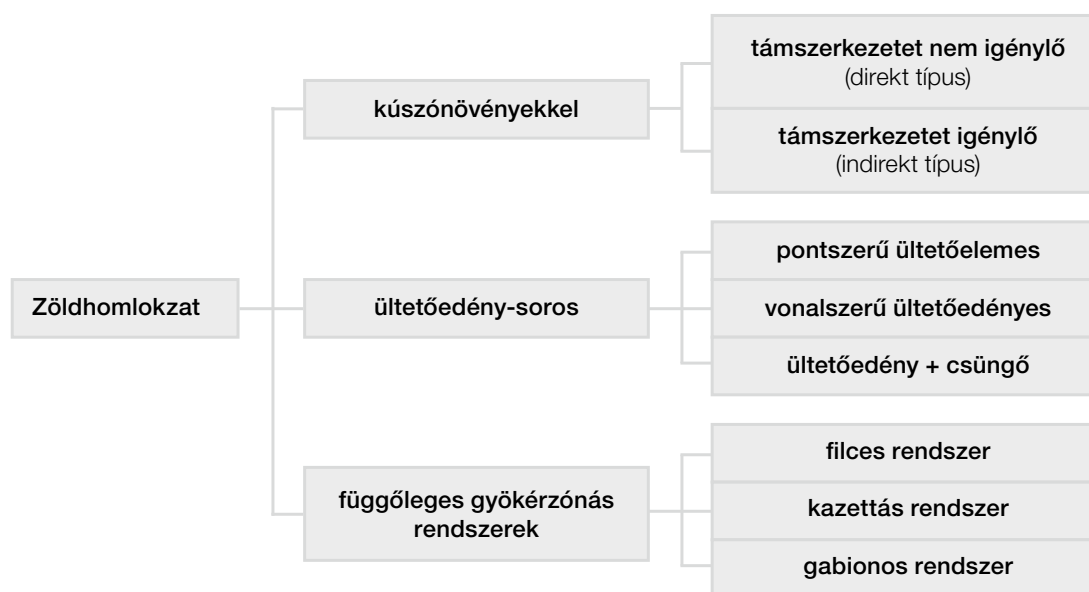 Zöldhomlokzat
kúszónövényekkel
támszerkezetet nem igénylő
(direkt típus)
támszerkezetet igénylő
(indirekt típus)
ültetőedény-soros
pontszerű ültetőelemes
vonalszerű ültetőedényes
ültetőedény + csüngő
függőleges gyökérzónás
rendszerek
filces rendszer
kazettás rendszer
gabionos rendszer